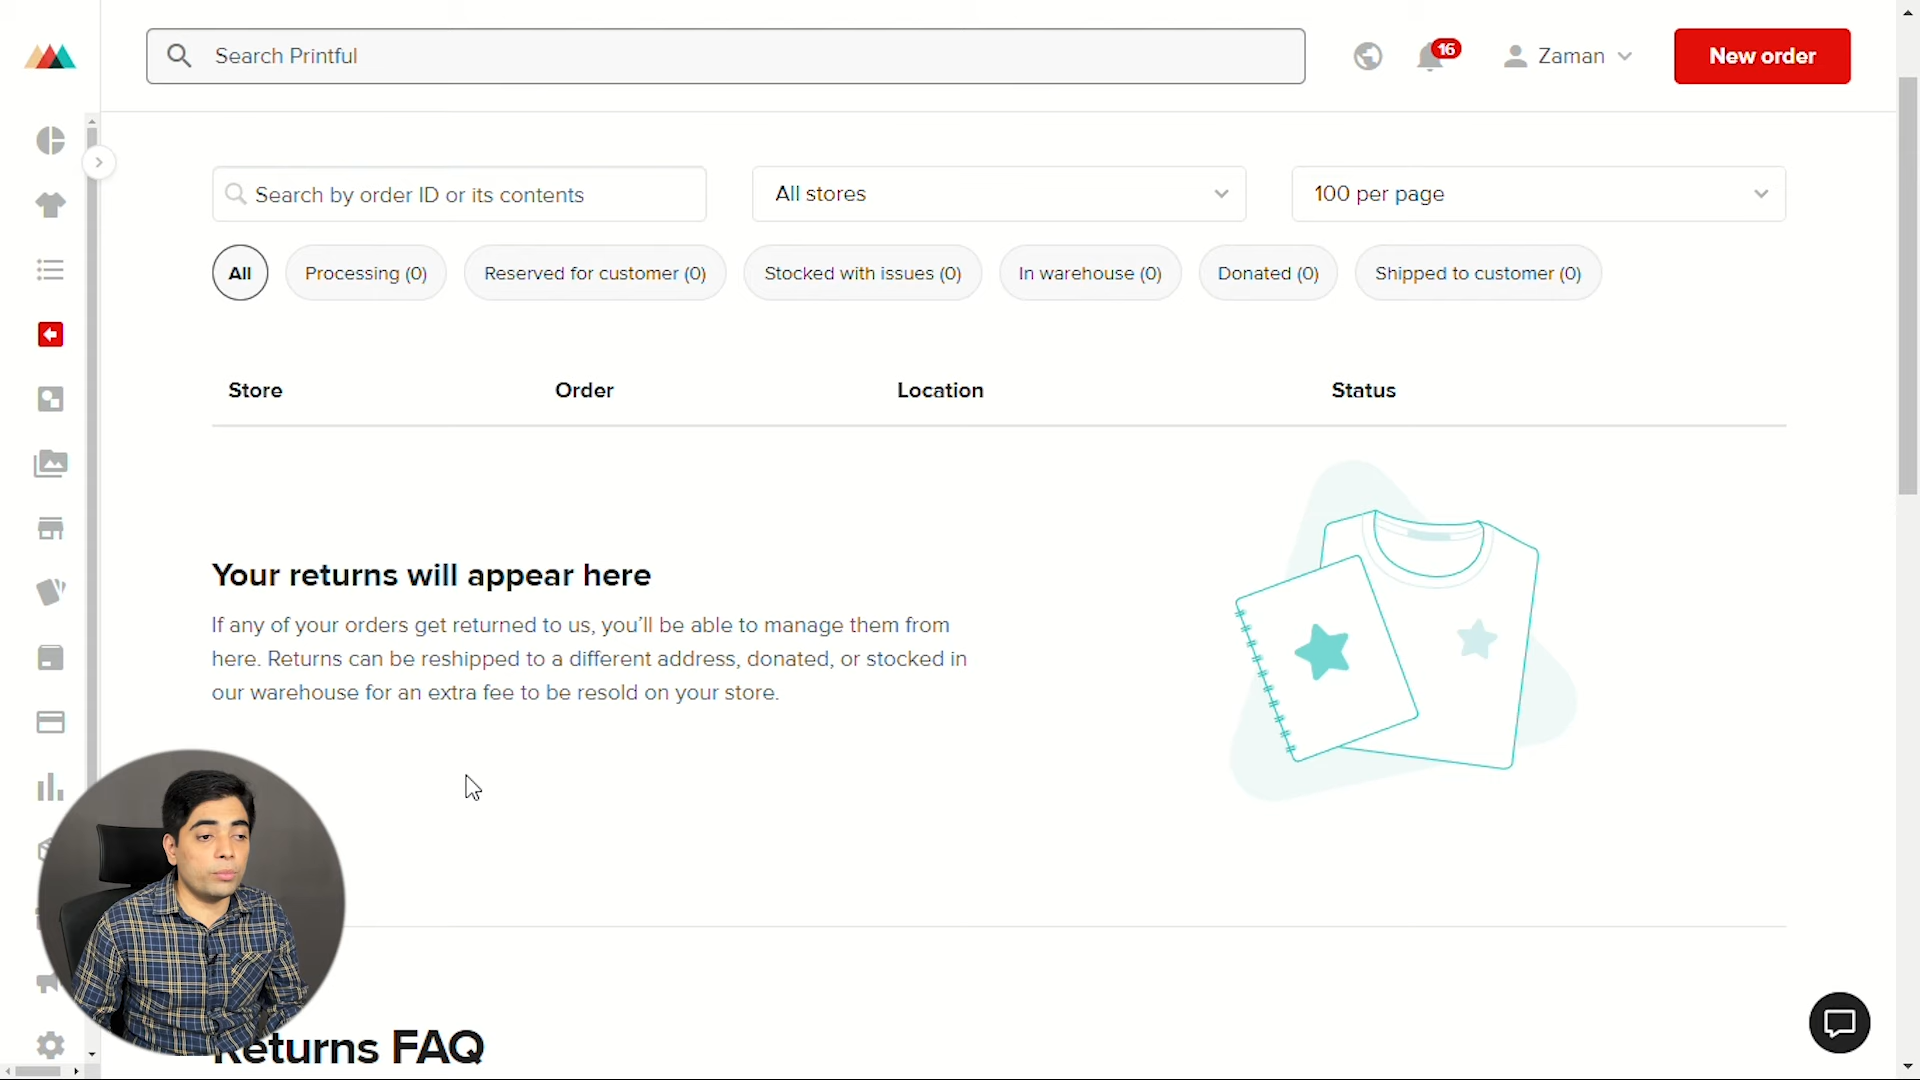 Search Printful
16
Zaman
New order
Search by order ID or its contents
All stores
100 per page
All
Processing (0)
Reserved for customer (0)
Stocked with issues (0)
In warehouse (0)
Donated (0)
Shipped to customer (0)
Store
Order
Location
Status
Your returns will appear here
If any of your orders get returned to us, you'll be able to manage them from
here. Returns can be reshipped to a different address, donated, or stocked in
our warehouse for an extra fee to be resold on your store.
Returns FAQ